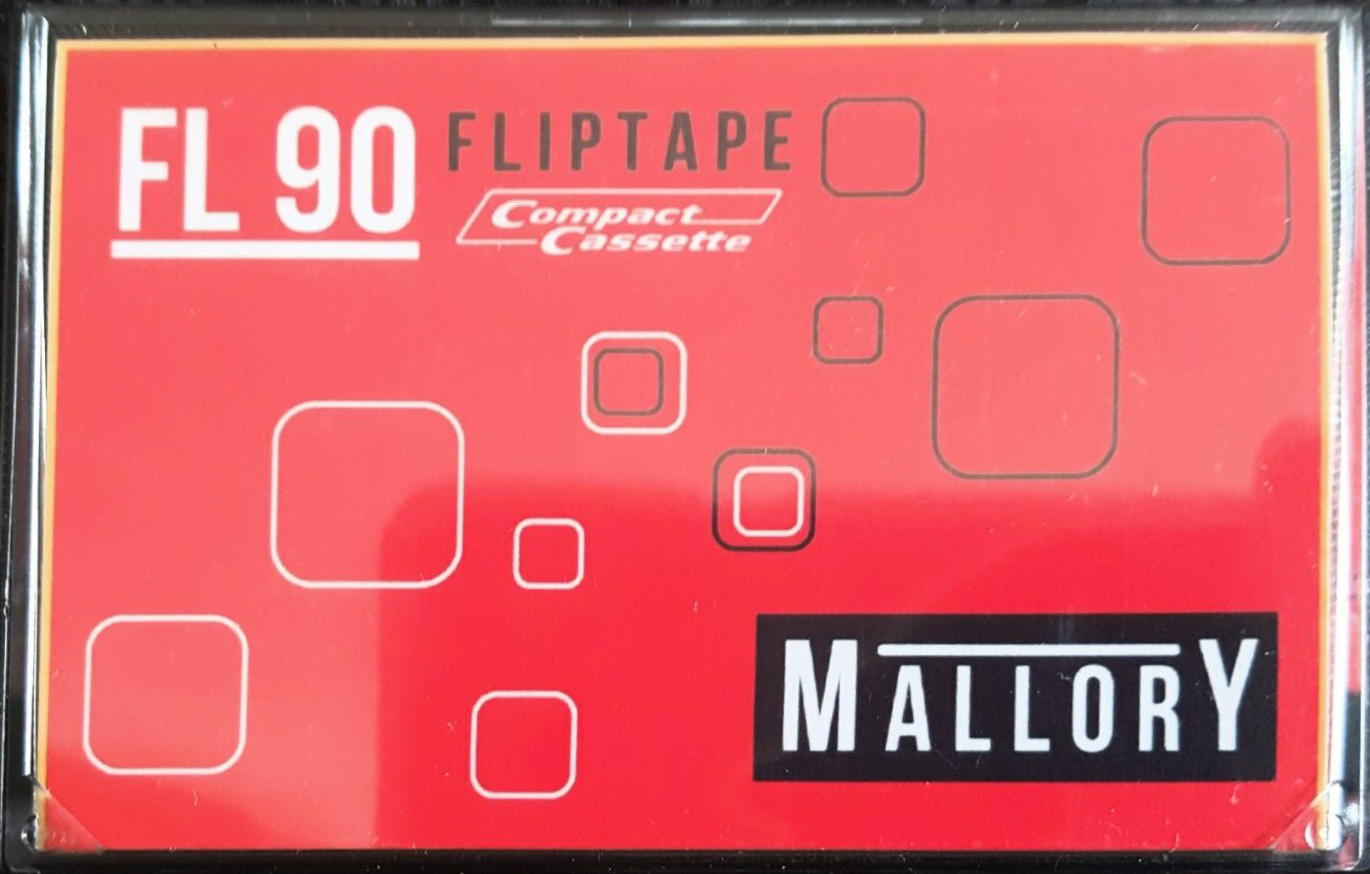 FL 90 FLIPTAPE
Compact
Cassette
MALLORY